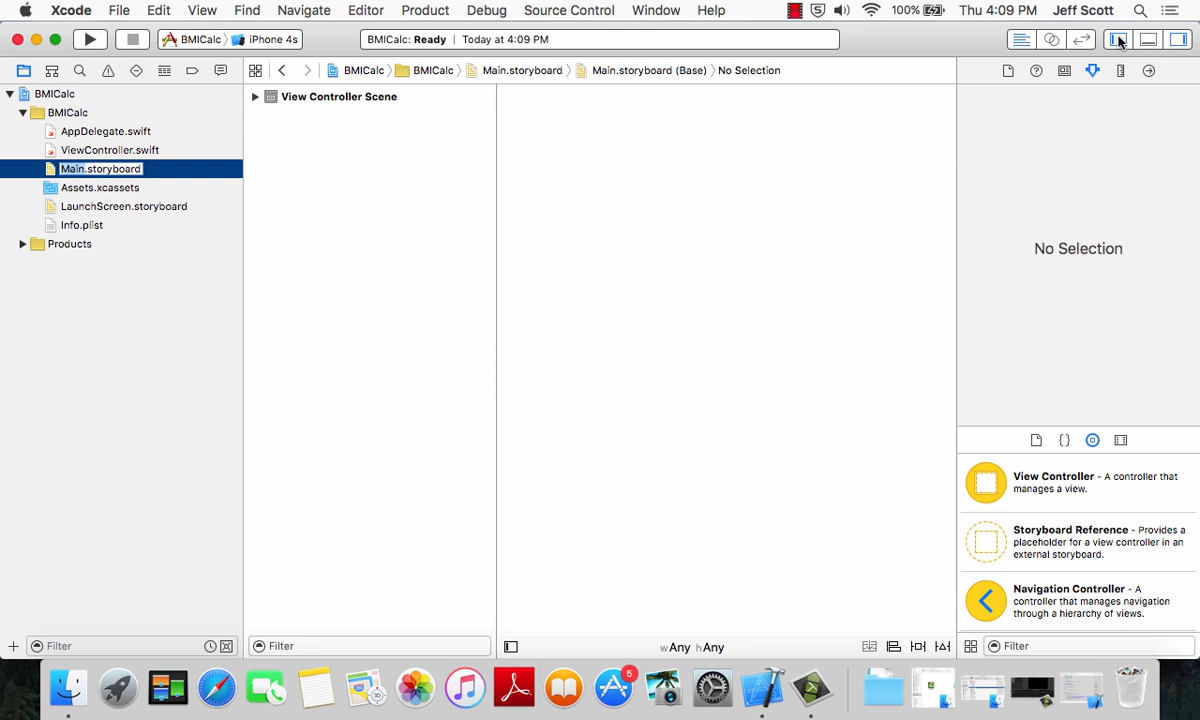 Xcode File Edit View Find Navigate Editor Product Debug Source Control Window Help 100% Thu 4:09 PM Jeff Scott
BMICalc iPhone 4s BMICalc: Ready | Today at 4:09 PM
BMICalc BMICalc Main.storyboard Main.storyboard (Base) No Selection
BMICalc
BMICalc
AppDelegate.swift
ViewController.swift
Main.storyboard
Assets.xcassets
LaunchScreen.storyboard
Info.plist
Products
View Controller Scene
No Selection
View Controller - A controller that
manages a view.
Storyboard Reference - Provides a
placeholder for a view controller in an
external storyboard.
Navigation Controller - A
controller that manages navigation
through a hierarchy of views.
Filter Filter wAny hAny Filter
5